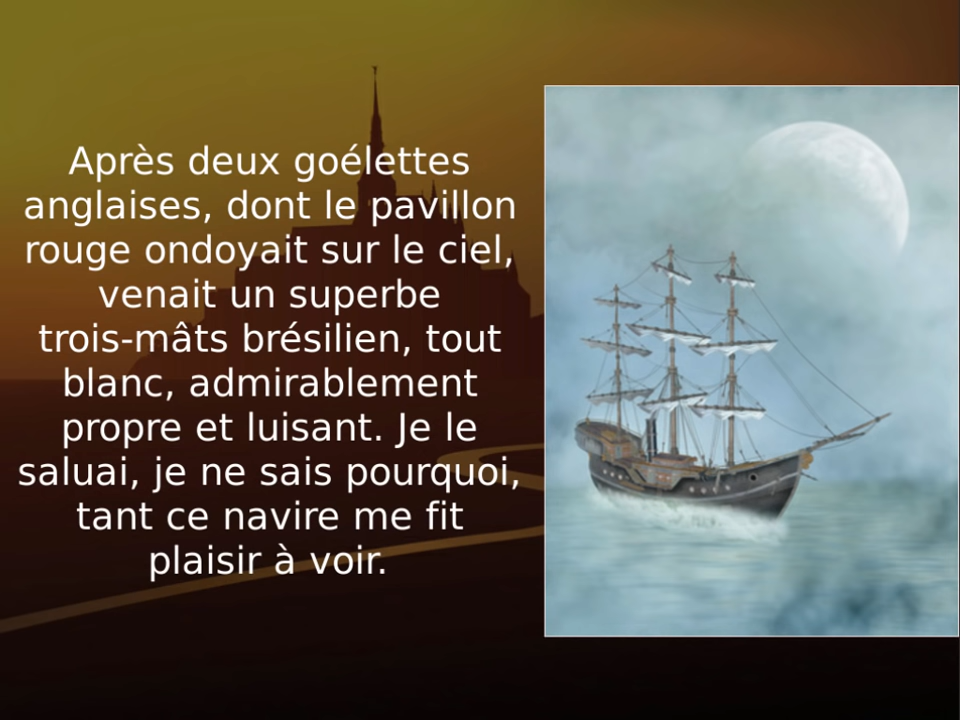 Après deux goélettes
anglaises, dont le pavillon
rouge ondoyait sur le ciel,
venait un superbe
trois-mâts brésilien, tout
blanc, admirablement
propre et luisant. Je le
saluai, je ne sais pourquoi,
tant ce navire me fit
plaisir à voir.